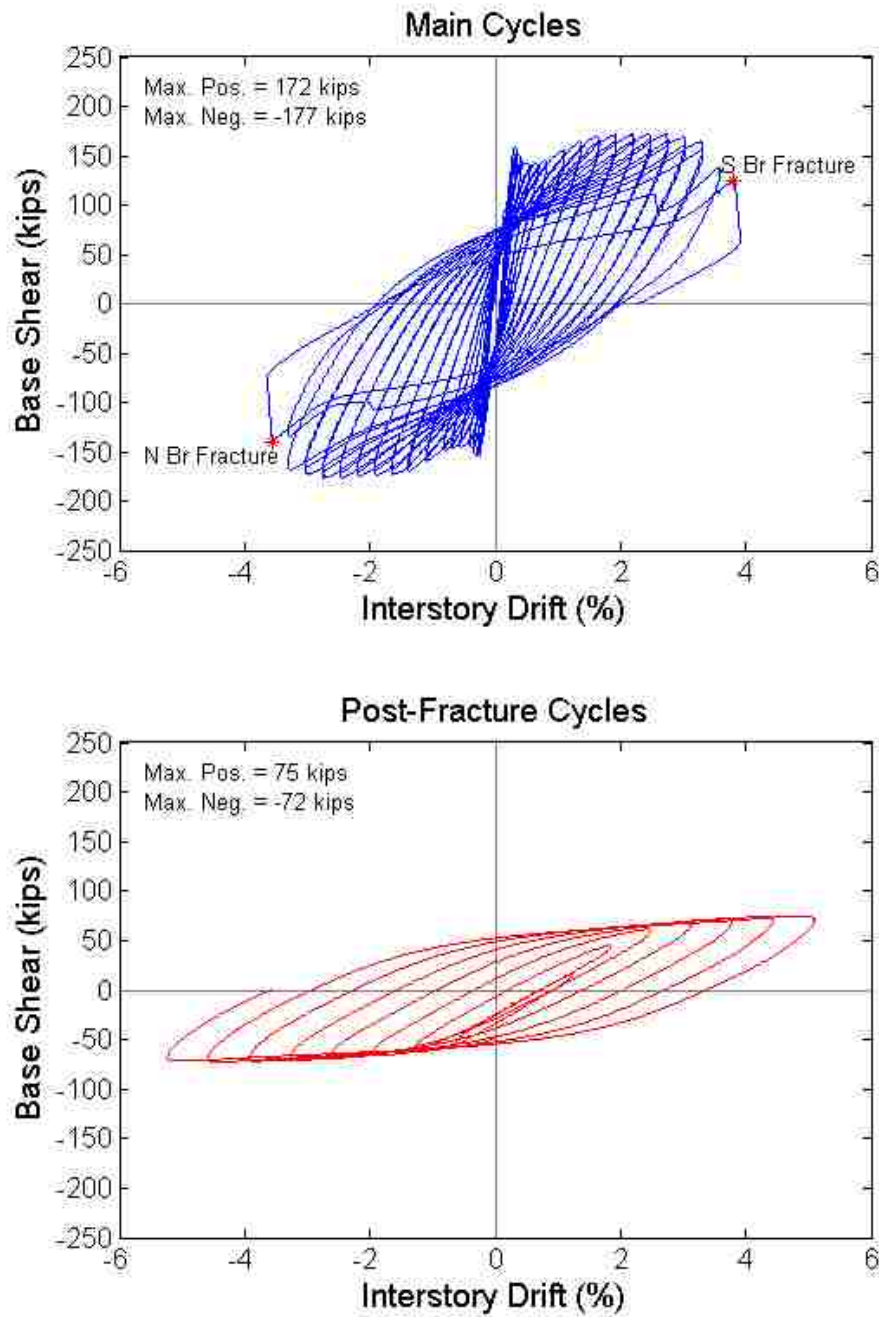 Main Cycles
250
200
150
100
50
0
-50
-100
-150
-200
-250
Max. Pos. = 172 kips
Max. Neg. = -177 kips
S Br Fracture
N Br Fracture
Base Shear (kips)
-6 -4 -2 0 2 4 6
Interstory Drift (%)
Post-Fracture Cycles
250
200
150
100
50
0
-50
-100
-150
-200
-250
Max. Pos. = 75 kips
Max. Neg. = -72 kips
Base Shear (kips)
-6 -4 -2 0 2 4 6
Interstory Drift (%)